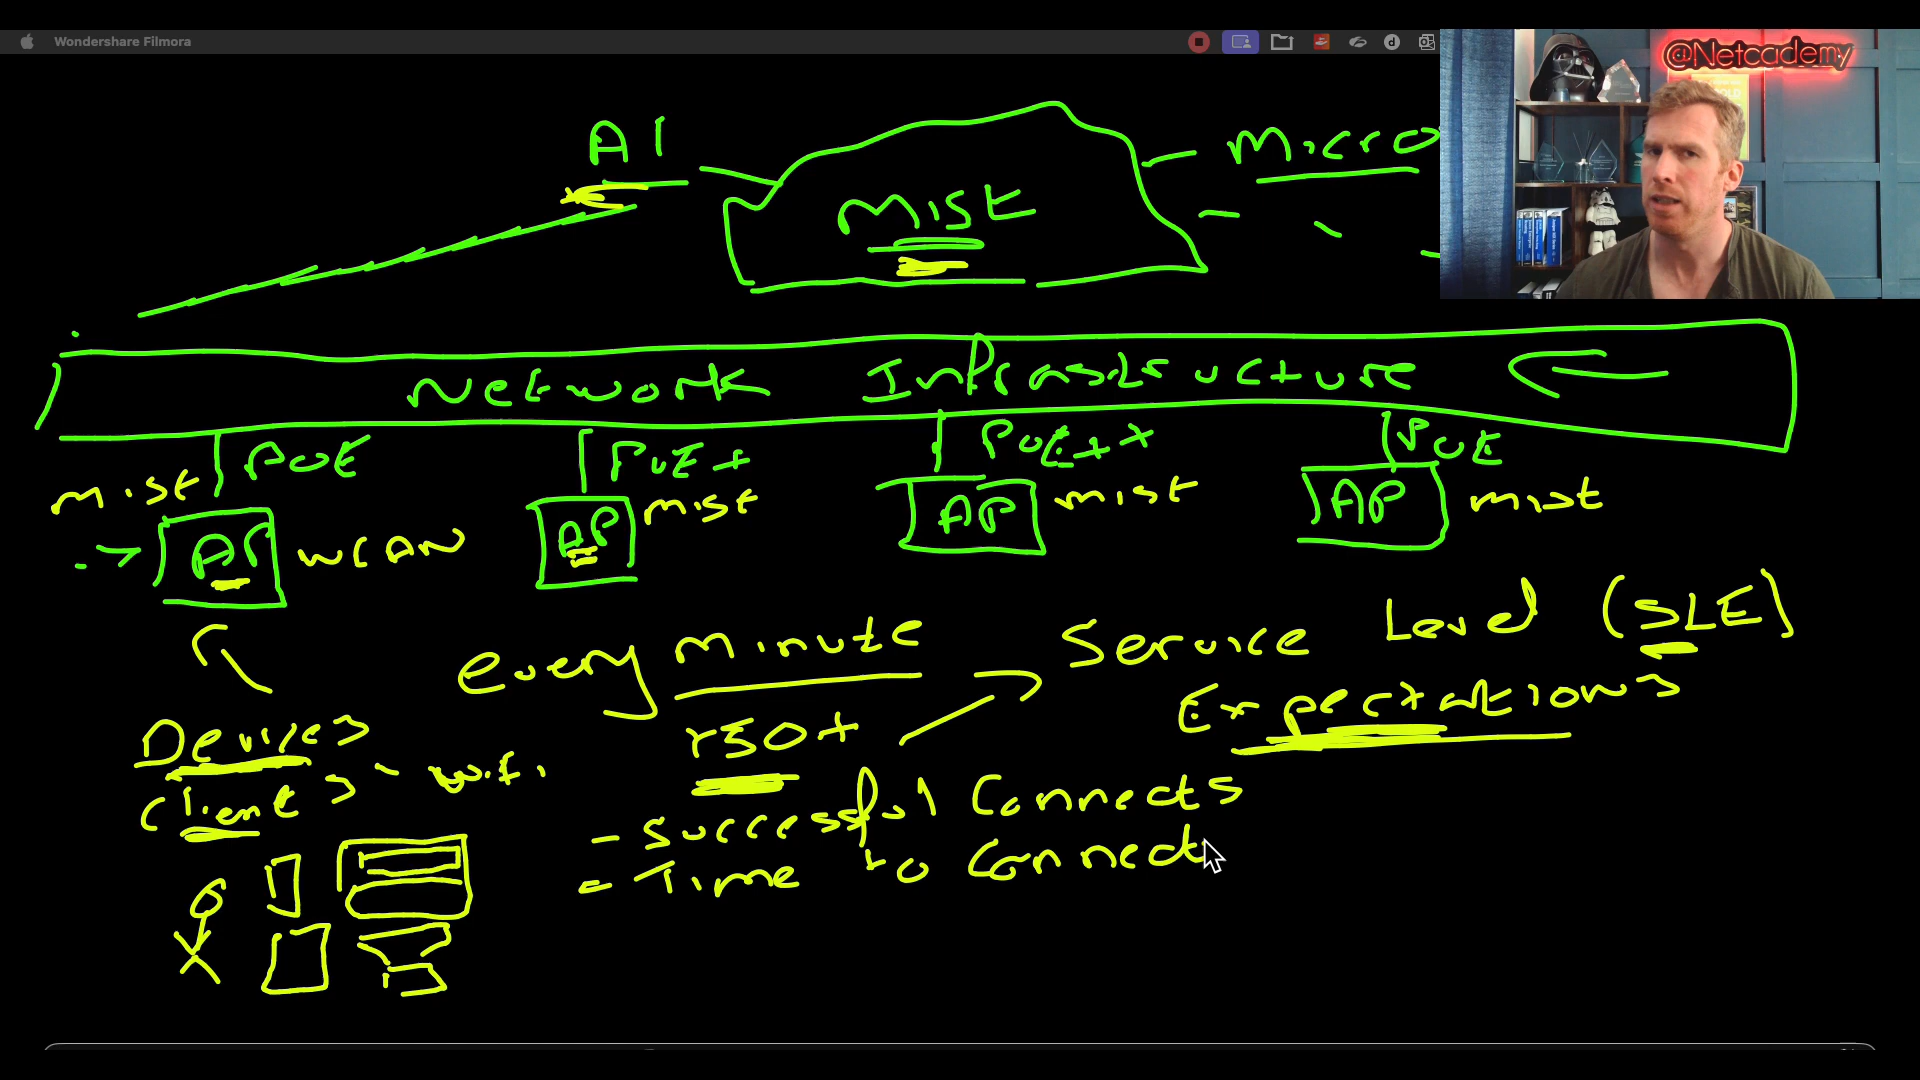 Wondershare Filmora
@Netcademy
AI
Mist
Micro
Network Infrastructure
POE
POE+
POE++
POE
Mist
AP
WLAN
AP
mist
AP
mist
AP
mist
every minute
Service Level (SLE)
Expectations
150+
Devices
Clients - Wifi
- Successful Connects
- Time to Connect